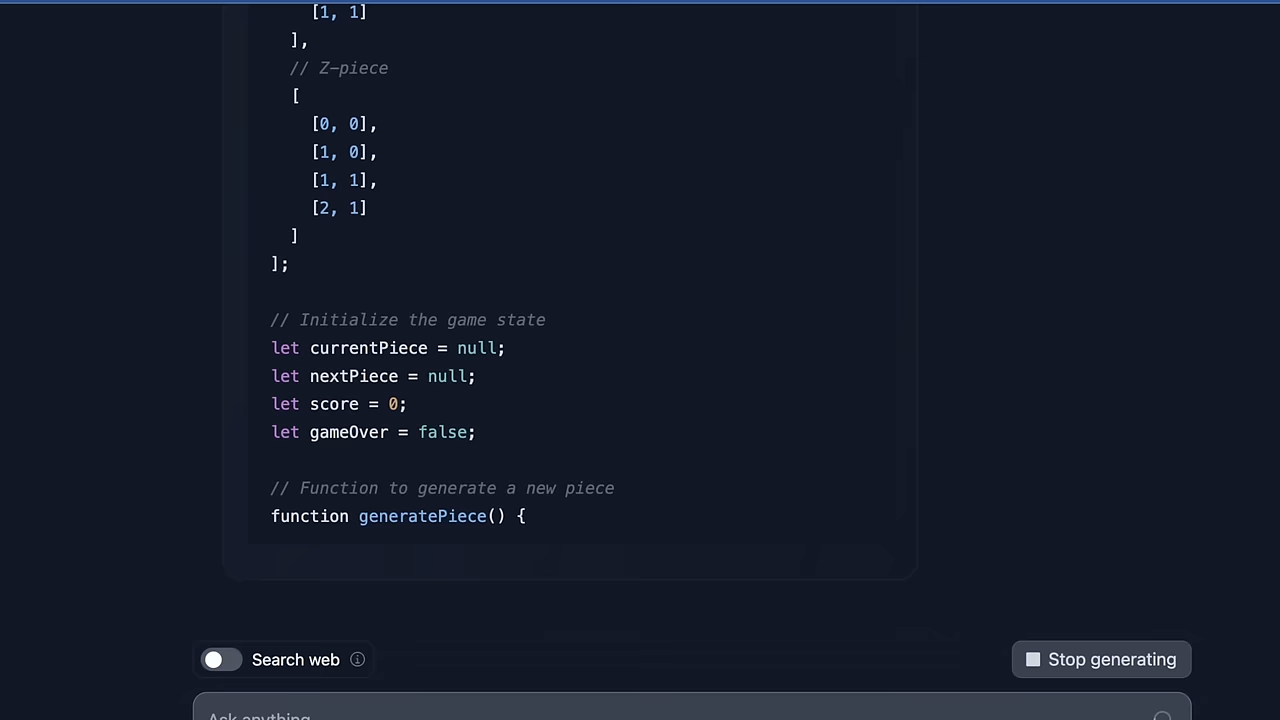 [1, 1]
],
// Z-piece
[
[0, 0],
[1, 0],
[1, 1],
[2, 1]
]
];
// Initialize the game state
let currentPiece = null;
let nextPiece = null;
let score = 0;
let gameOver = false;
// Function to generate a new piece
function generatePiece() {
Search web
Stop generating
Ask anything